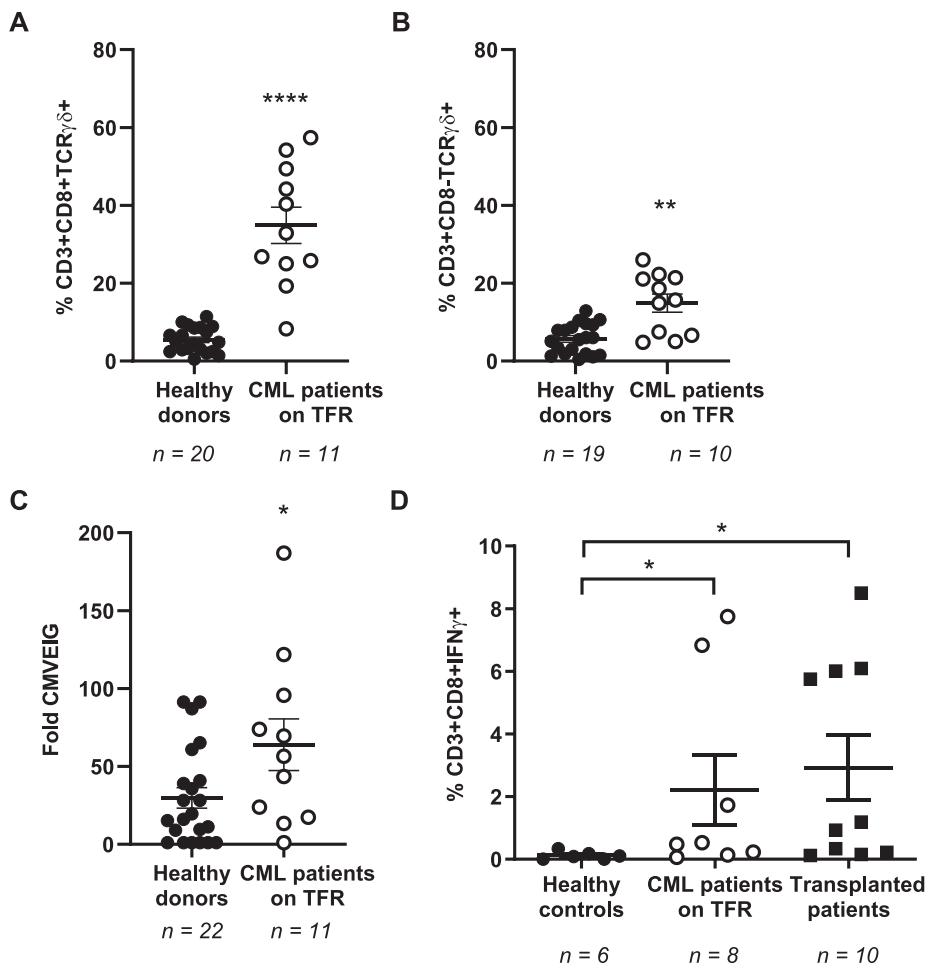 A
% CD3+CD8+TCRγδ+
80
60
40
20
0
****
Healthy donors
CML patients on TFR
n = 20
n = 11
B
% CD3+CD8-TCRγδ+
80
60
40
20
0
**
Healthy donors
CML patients on TFR
n = 19
n = 10
C
Fold CMVEIG
200
150
100
50
0
*
Healthy donors
CML patients on TFR
n = 22
n = 11
D
% CD3+CD8+IFNγ+
10
8
6
4
2
0
*
*
Healthy controls
CML patients on TFR
Transplanted patients
n = 6
n = 8
n = 10